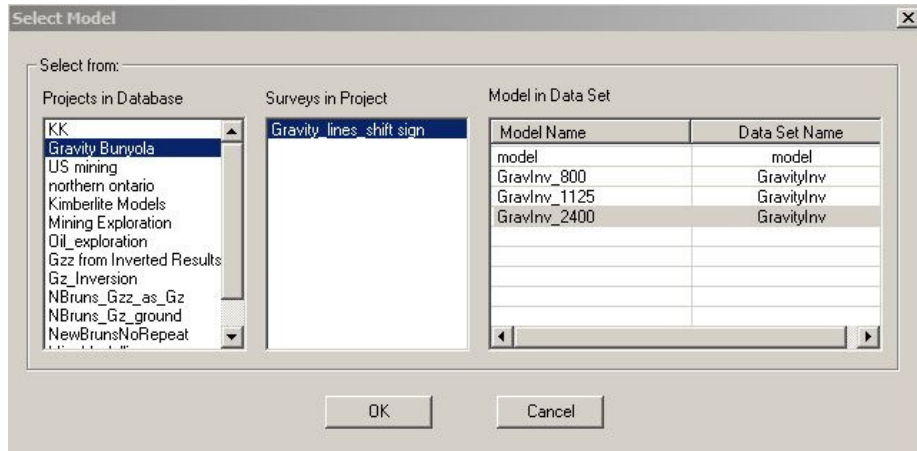 Select Model
Select from:
Projects in Database
KK
Gravity Bunyola
US mining
northern ontario
Kimberlite Models
Mining Exploration
Oil_exploration
Gzz from Inverted Results
Gz_Inversion
NBruns_Gzz_as_Gz
NBruns_Gz_ground
NewBrunsNoRepeat
Surveys in Project
Gravity_lines_shift sign
Model in Data Set
Model Name Data Set Name
model model
GravInv_800 GravityInv
GravInv_1125 GravityInv
GravInv_2400 GravityInv
OK Cancel